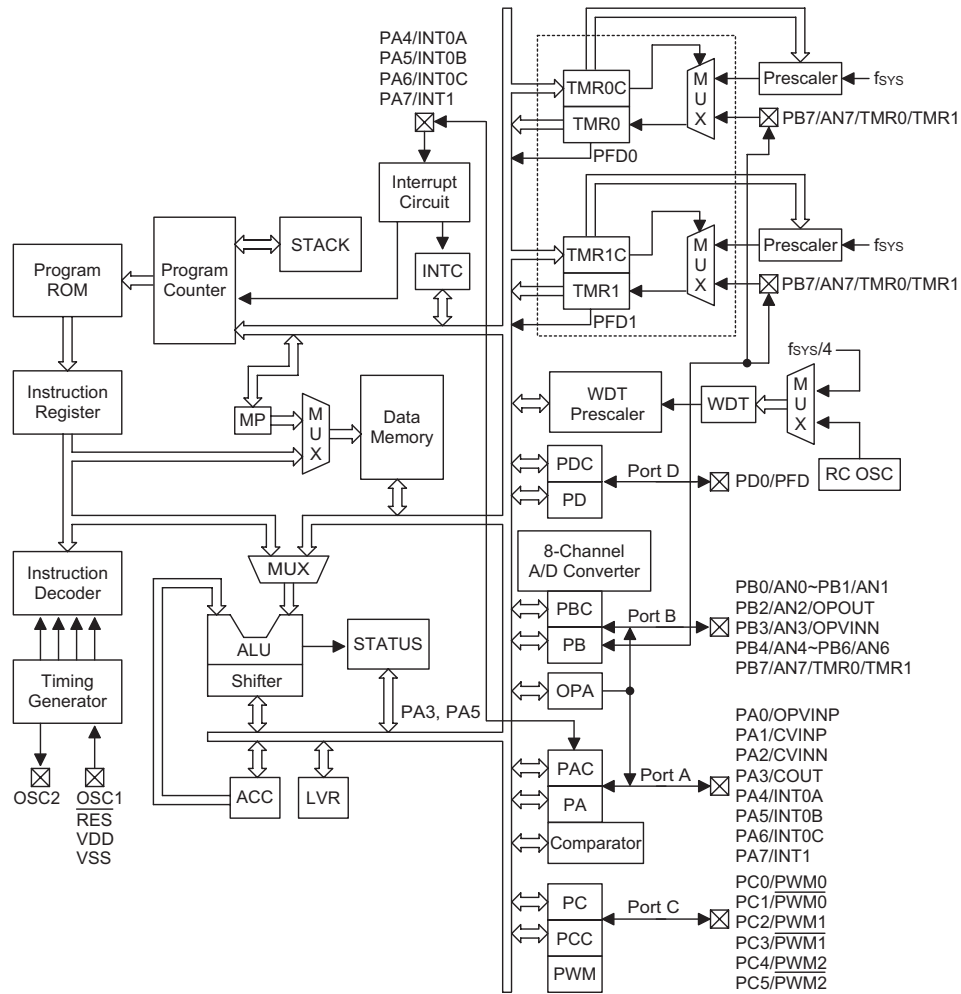 PA4/INT0A
PA5/INT0B
PA6/INT0C
PA7/INT1
Interrupt
Circuit
INTC
STACK
Program
Counter
Program
ROM
Instruction
Register
MP
M
U
X
Data
Memory
MUX
Instruction
Decoder
ALU
Shifter
STATUS
Timing
Generator
PA3, PA5
OSC2
OSC1
RES
VDD
VSS
ACC
LVR
TMR0C
TMR0
PFD0
M
U
X
Prescaler
fSYS
PB7/AN7/TMR0/TMR1
TMR1C
TMR1
PFD1
M
U
X
Prescaler
fSYS
PB7/AN7/TMR0/TMR1
WDT
Prescaler
WDT
M
U
X
fSYS/4
RC OSC
PDC
PD
Port D
PD0/PFD
8-Channel
A/D Converter
PBC
PB
Port B
PB0/AN0~PB1/AN1
PB2/AN2/OPOUT
PB3/AN3/OPVINN
PB4/AN4~PB6/AN6
PB7/AN7/TMR0/TMR1
OPA
PAC
PA
Comparator
Port A
PA0/OPVINP
PA1/CVINP
PA2/CVINN
PA3/COUT
PA4/INT0A
PA5/INT0B
PA6/INT0C
PA7/INT1
PC
PCC
PWM
Port C
PC0/PWM0
PC1/PWM0
PC2/PWM1
PC3/PWM1
PC4/PWM2
PC5/PWM2